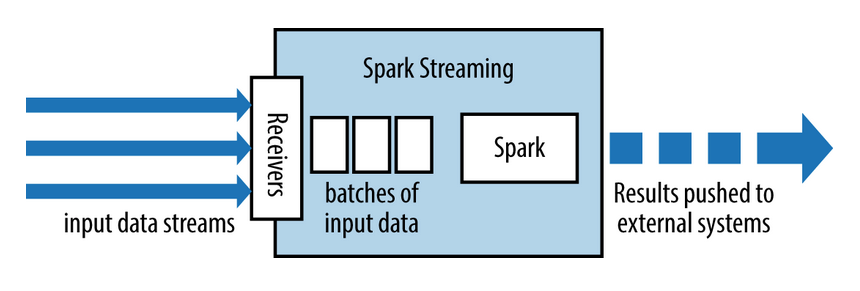 Spark Streaming
Receivers
input data streams
batches of
input data
Spark
Results pushed to
external systems